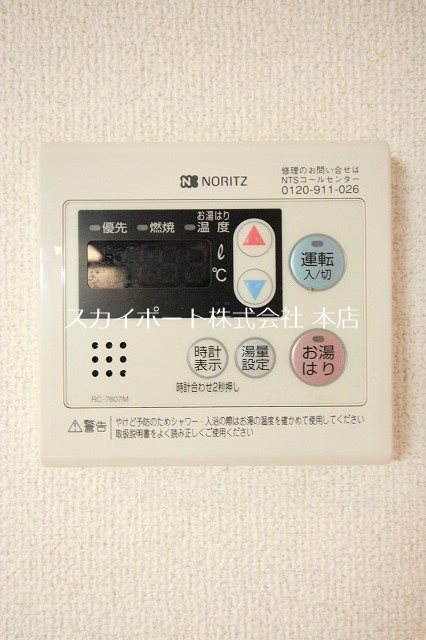 NORITZ
修理のお問い合せは
NTSコールセンター
0120-911-026
お湯はり
優先 燃焼 温度
ℓ
℃
運転
入/切
スカイポート株式会社 本店
時計
表示
湯量
設定
お湯
はり
時計合わせ2秒押し
RC-7607M
警告
やけど予防のためシャワー・入浴の際はお湯の温度を確かめて使用してください
取扱説明書をよく読み正しくご使用ください